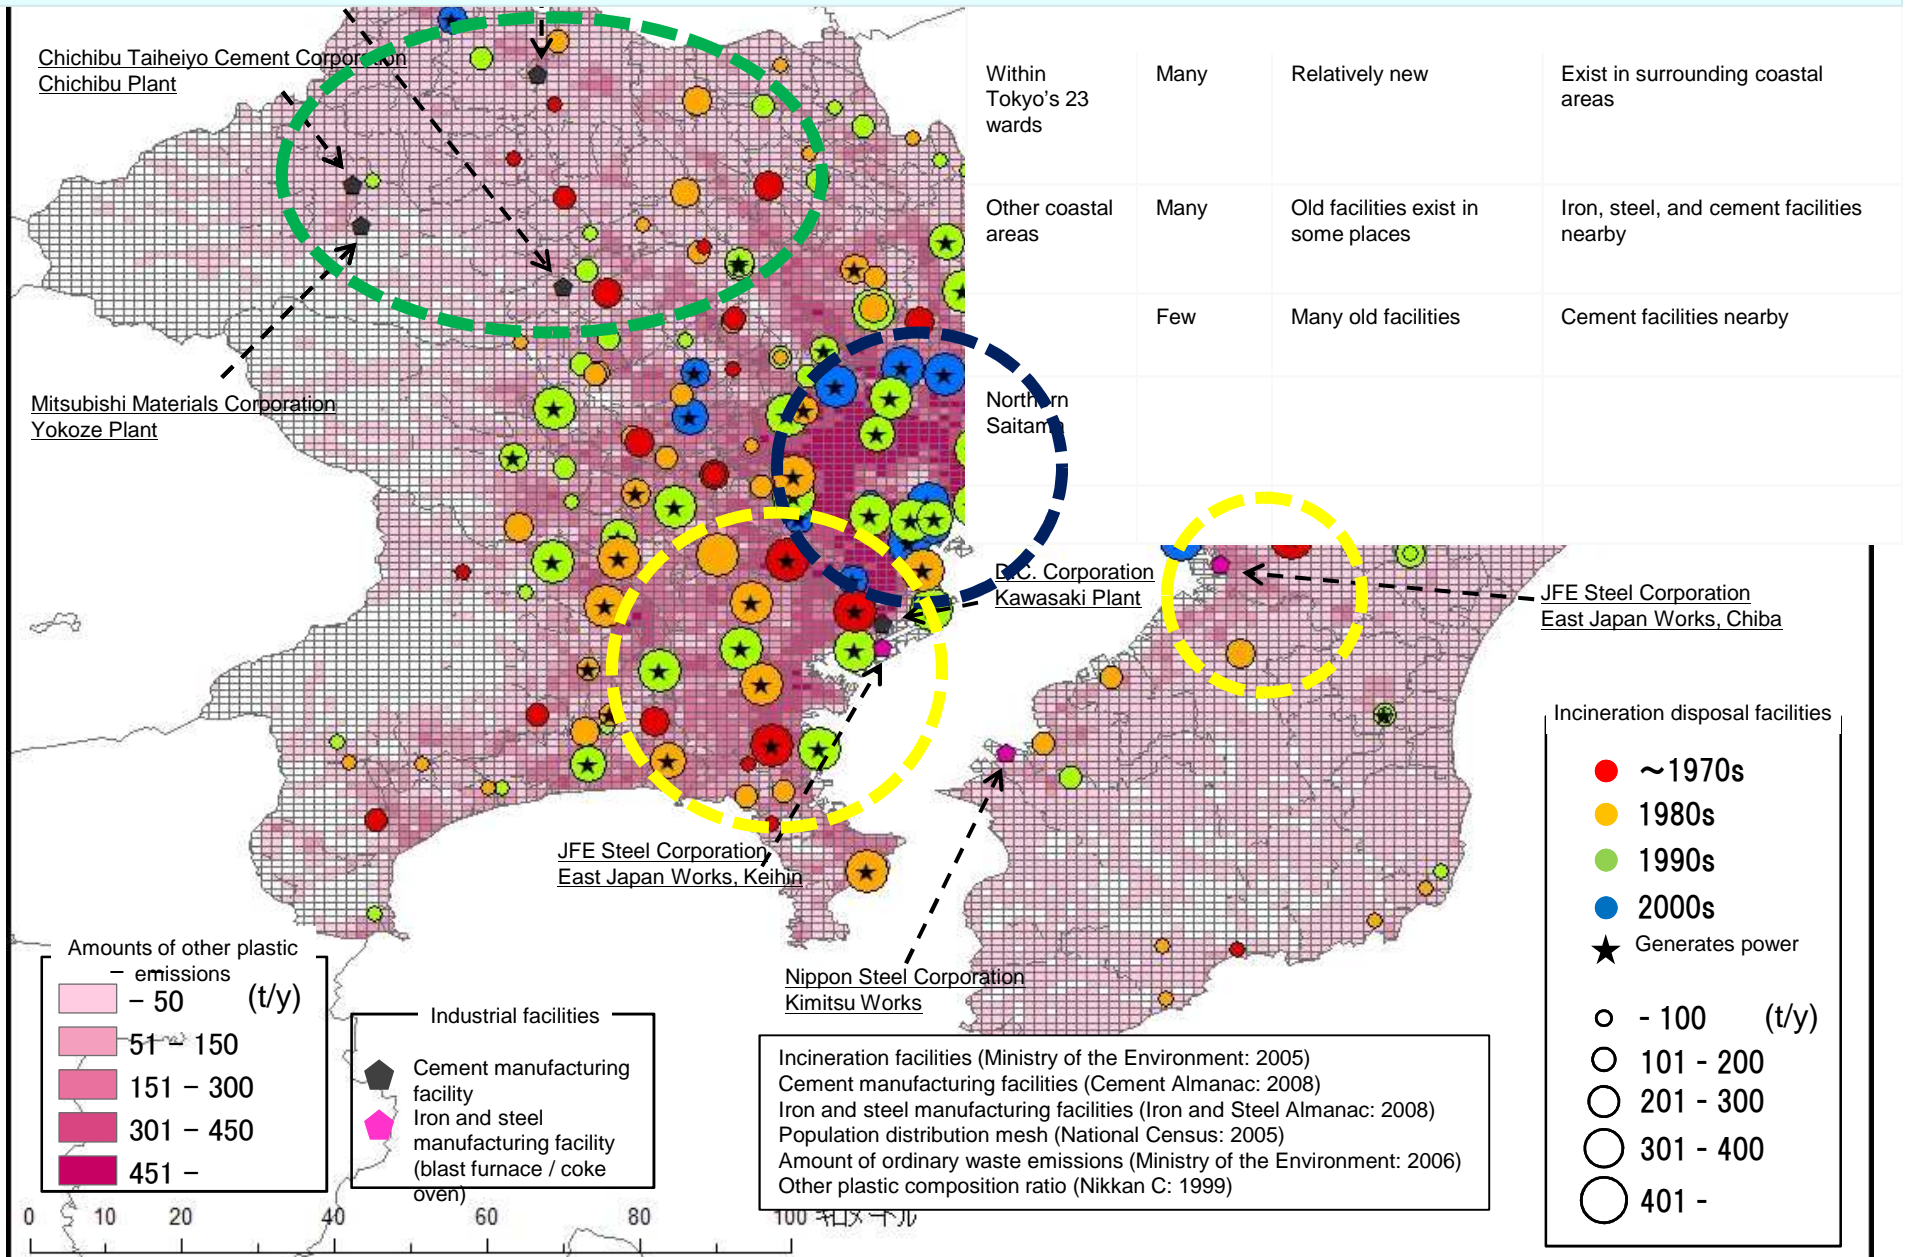 Chichibu Taiheiyo Cement Corporation
Chichibu Plant
Within
Tokyo's 23
wards
Many
Relatively new
Exist in surrounding coastal
areas
Other coastal
areas
Many
Old facilities exist in
some places
Iron, steel, and cement facilities
nearby
Few
Many old facilities
Cement facilities nearby
Northern
Saitama
Mitsubishi Materials Corporation
Yokoze Plant
D.C. Corporation
Kawasaki Plant
JFE Steel Corporation
East Japan Works, Chiba
JFE Steel Corporation
East Japan Works, Keihin
Nippon Steel Corporation
Kimitsu Works
Incineration disposal facilities
~1970s
1980s
1990s
2000s
Generates power
- 100 (t/y)
101 - 200
201 - 300
301 - 400
401 -
Amounts of other plastic
emissions
- 50 (t/y)
51 - 150
151 - 300
301 - 450
451 -
Industrial facilities
Cement manufacturing
facility
Iron and steel
manufacturing facility
(blast furnace / coke
oven)
Incineration facilities (Ministry of the Environment: 2005)
Cement manufacturing facilities (Cement Almanac: 2008)
Iron and steel manufacturing facilities (Iron and Steel Almanac: 2008)
Population distribution mesh (National Census: 2005)
Amount of ordinary waste emissions (Ministry of the Environment: 2006)
Other plastic composition ratio (Nikkan C: 1999)
0 10 20 40 60 80 100 キロメートル